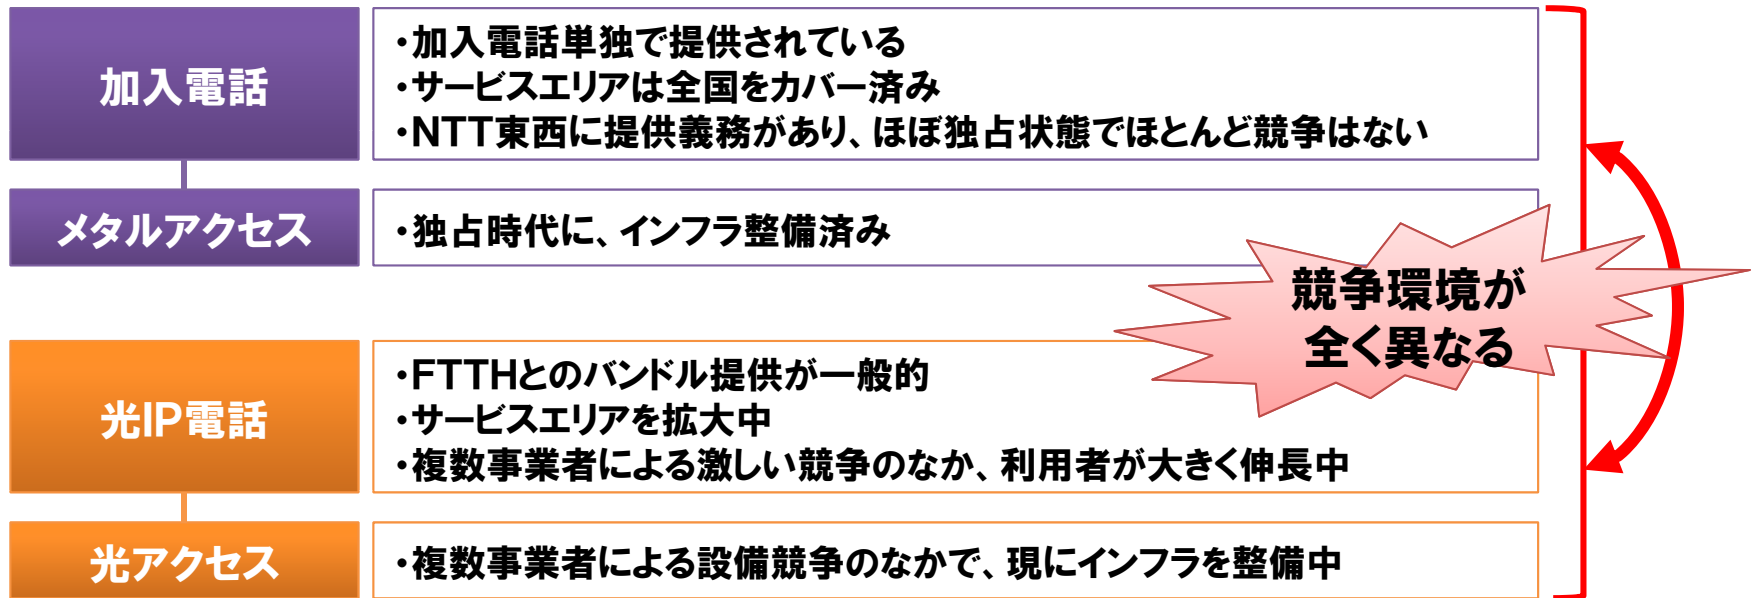 加入電話
・加入電話単独で提供されている
・サービスエリアは全国をカバー済み
・NTT東西に提供義務があり、ほぼ独占状態でほとんど競争はない
メタルアクセス
・独占時代に、インフラ整備済み
競争環境が
全く異なる
光IP電話
・FTTHとのバンドル提供が一般的
・サービスエリアを拡大中
・複数事業者による激しい競争のなか、利用者が大きく伸長中
光アクセス
・複数事業者による設備競争のなかで、現にインフラを整備中